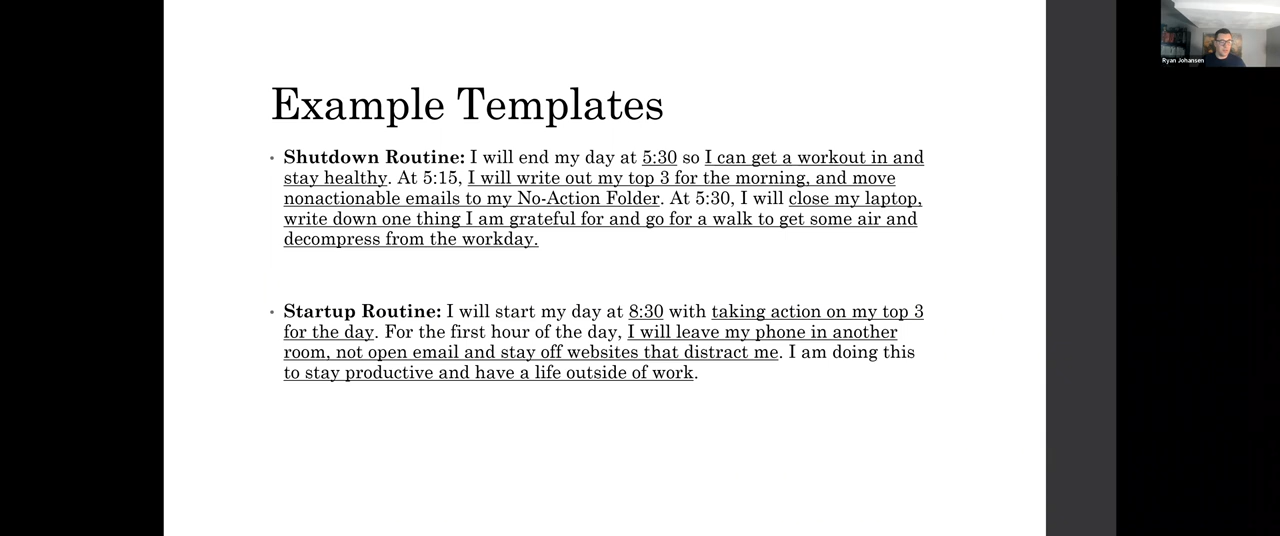 Example Templates
• Shutdown Routine: I will end my day at 5:30 so I can get a workout in and
stay healthy. At 5:15, I will write out my top 3 for the morning, and move
nonactionable emails to my No-Action Folder. At 5:30, I will close my laptop,
write down one thing I am grateful for and go for a walk to get some air and
decompress from the workday.
• Startup Routine: I will start my day at 8:30 with taking action on my top 3
for the day. For the first hour of the day, I will leave my phone in another
room, not open email and stay off websites that distract me. I am doing this
to stay productive and have a life outside of work.
Ryan Johansen